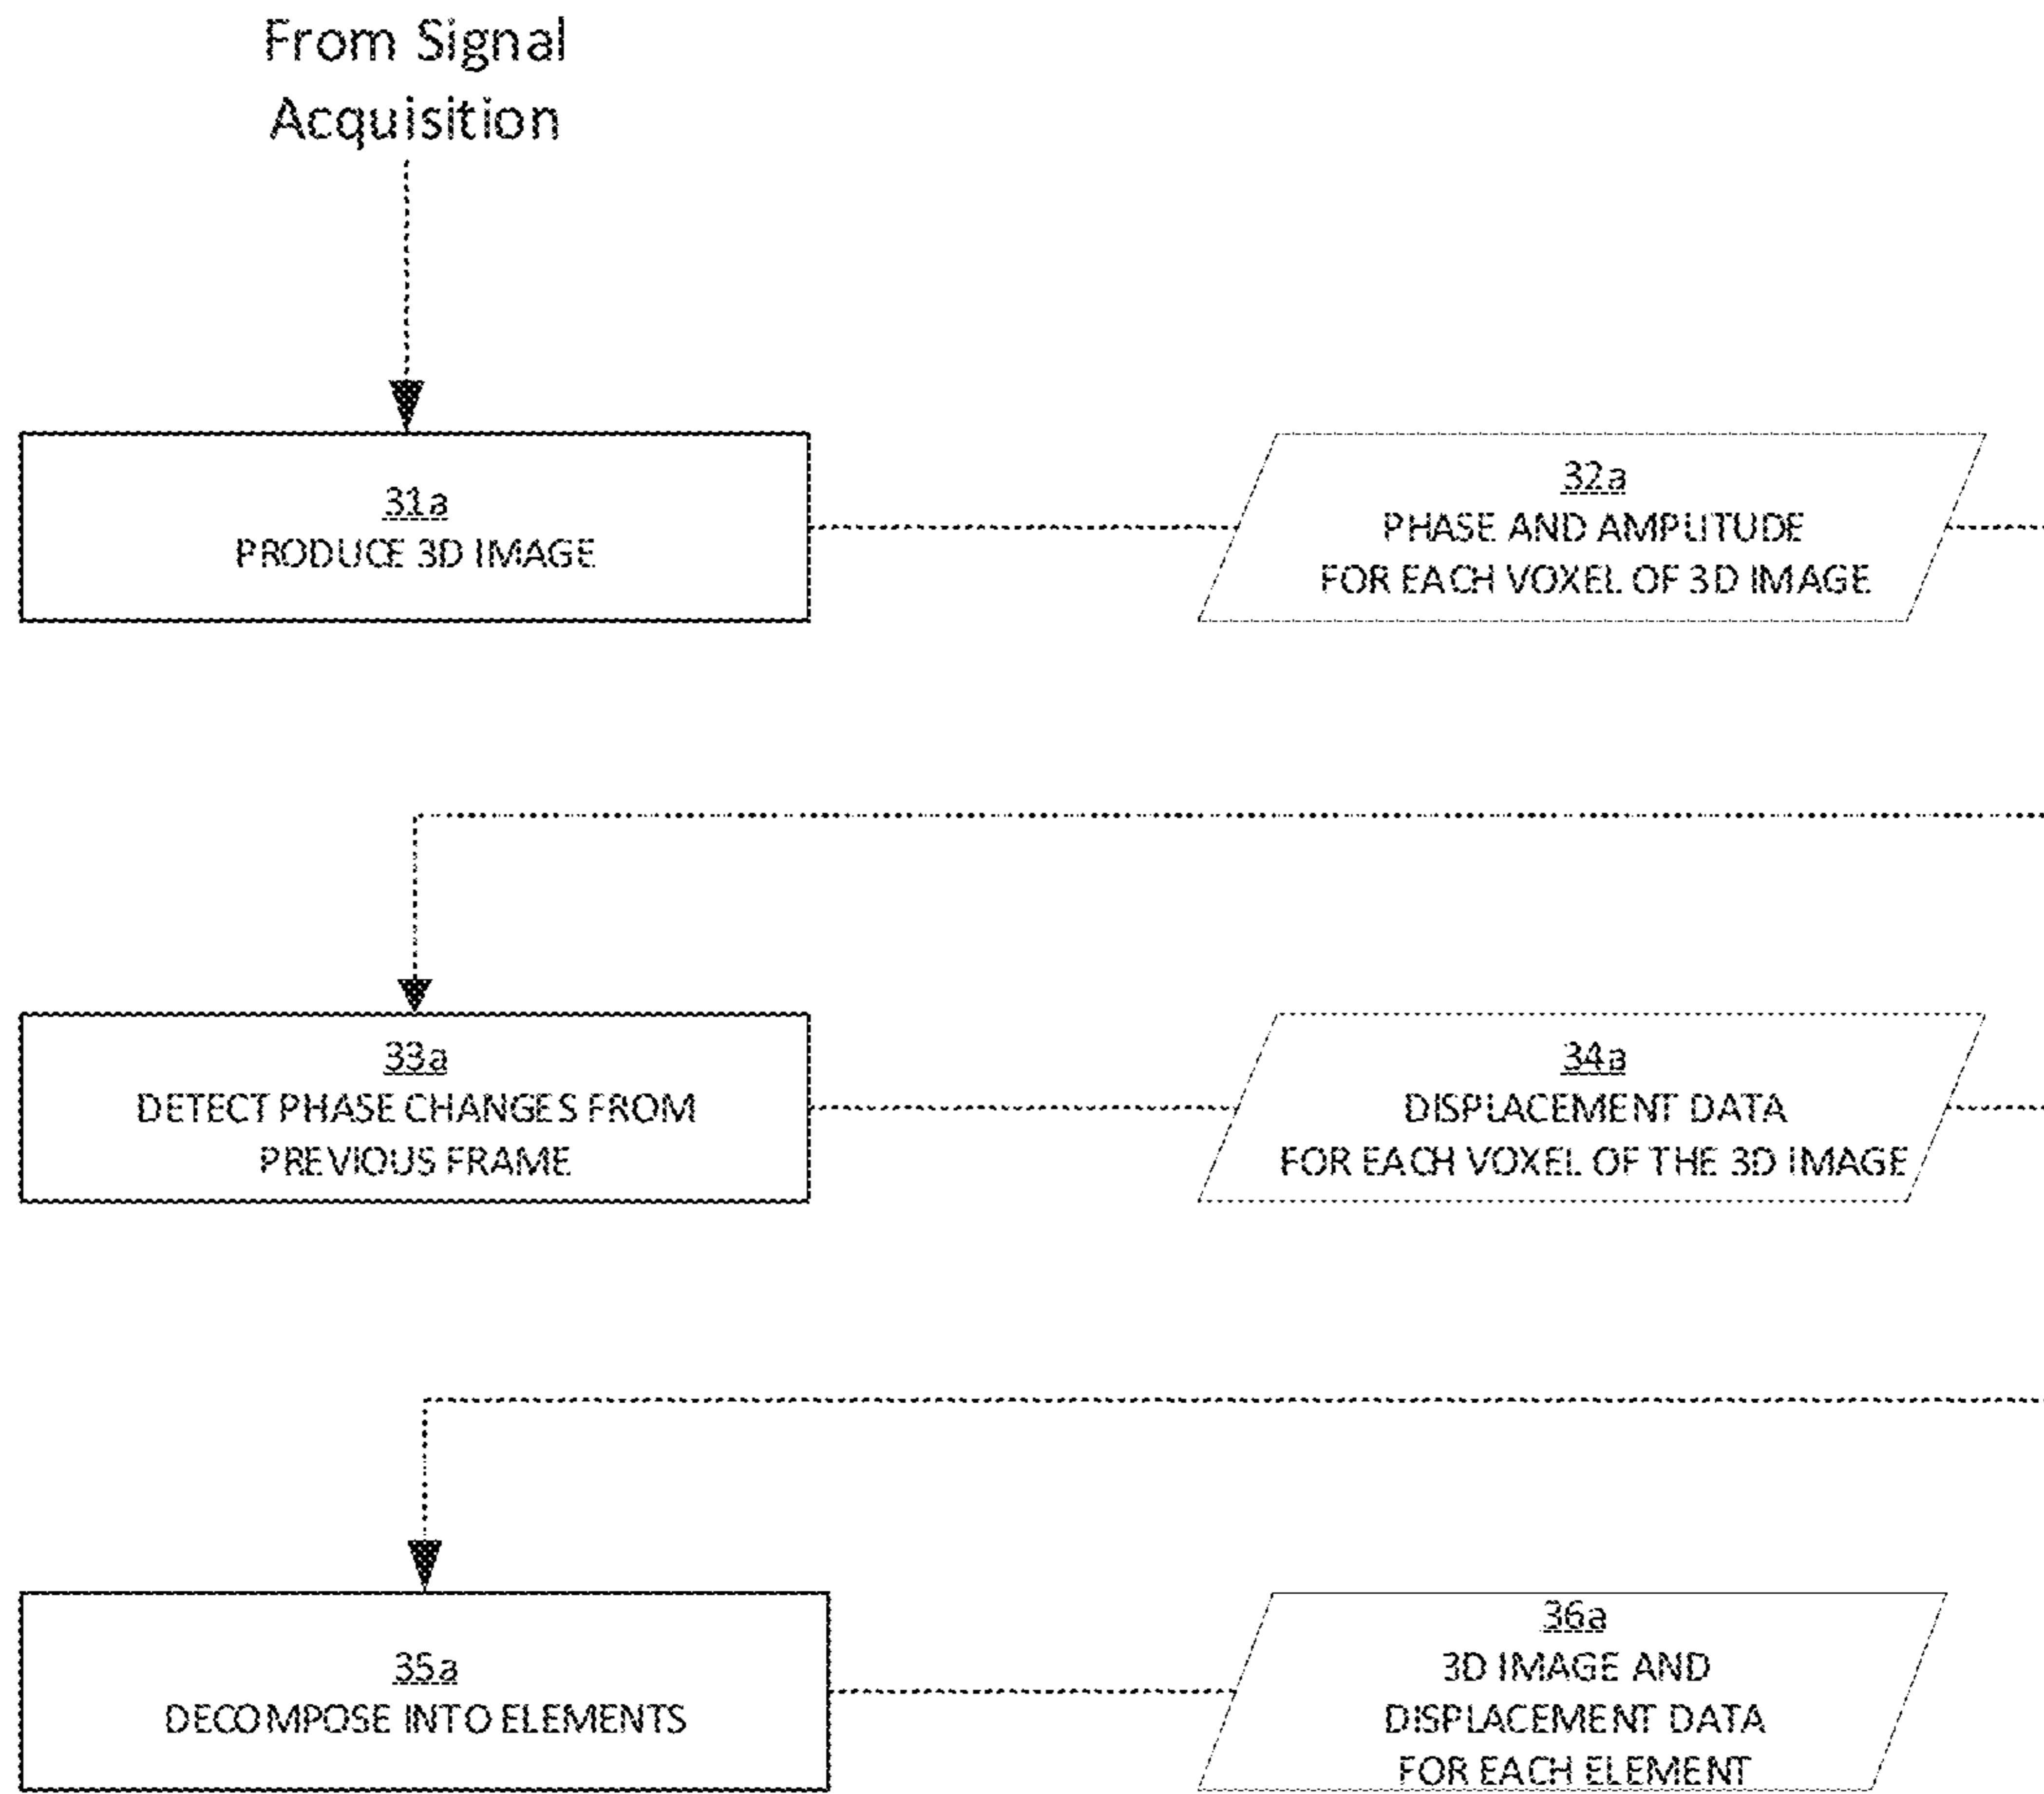 From Signal
Acquisition
31a
PRODUCE 3D IMAGE
32a
PHASE AND AMPLITUDE
FOR EACH VOXEL OF 3D IMAGE
33a
DETECT PHASE CHANGES FROM
PREVIOUS FRAME
34a
DISPLACEMENT DATA
FOR EACH VOXEL OF THE 3D IMAGE
35a
DECOMPOSE INTO ELEMENTS
36a
3D IMAGE AND
DISPLACEMENT DATA
FOR EACH ELEMENT